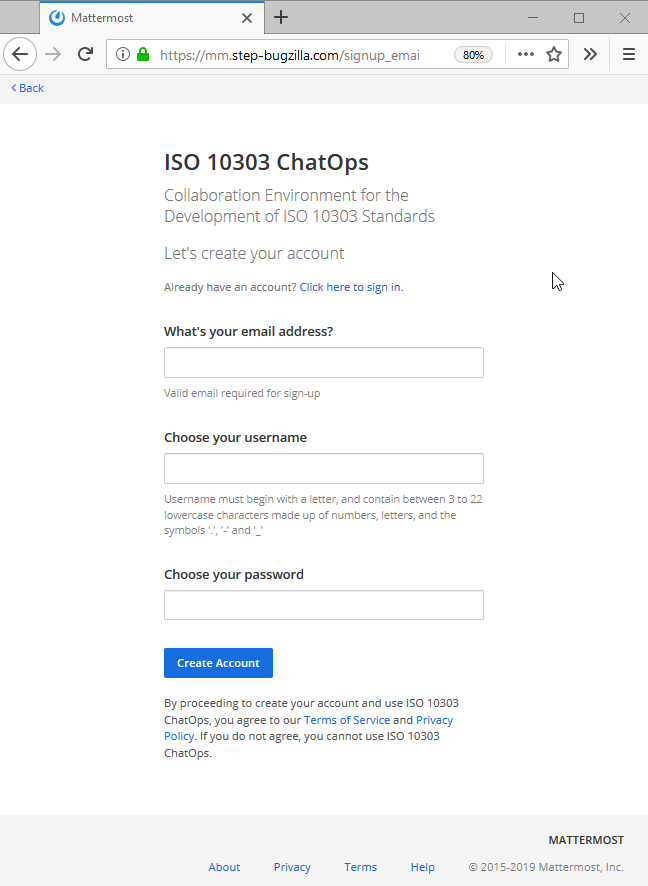 Mattermost
https://mm.step-bugzilla.com/signup_emai
80%
Back
ISO 10303 ChatOps
Collaboration Environment for the
Development of ISO 10303 Standards
Let's create your account
Already have an account? Click here to sign in.
What's your email address?
Valid email required for sign-up
Choose your username
Username must begin with a letter, and contain between 3 to 22
lowercase characters made up of numbers, letters, and the
symbols '.', '-' and '_'
Choose your password
Create Account
By proceeding to create your account and use ISO 10303
ChatOps, you agree to our Terms of Service and Privacy
Policy. If you do not agree, you cannot use ISO 10303
ChatOps.
MATTERMOST
About Privacy Terms Help © 2015-2019 Mattermost, Inc.